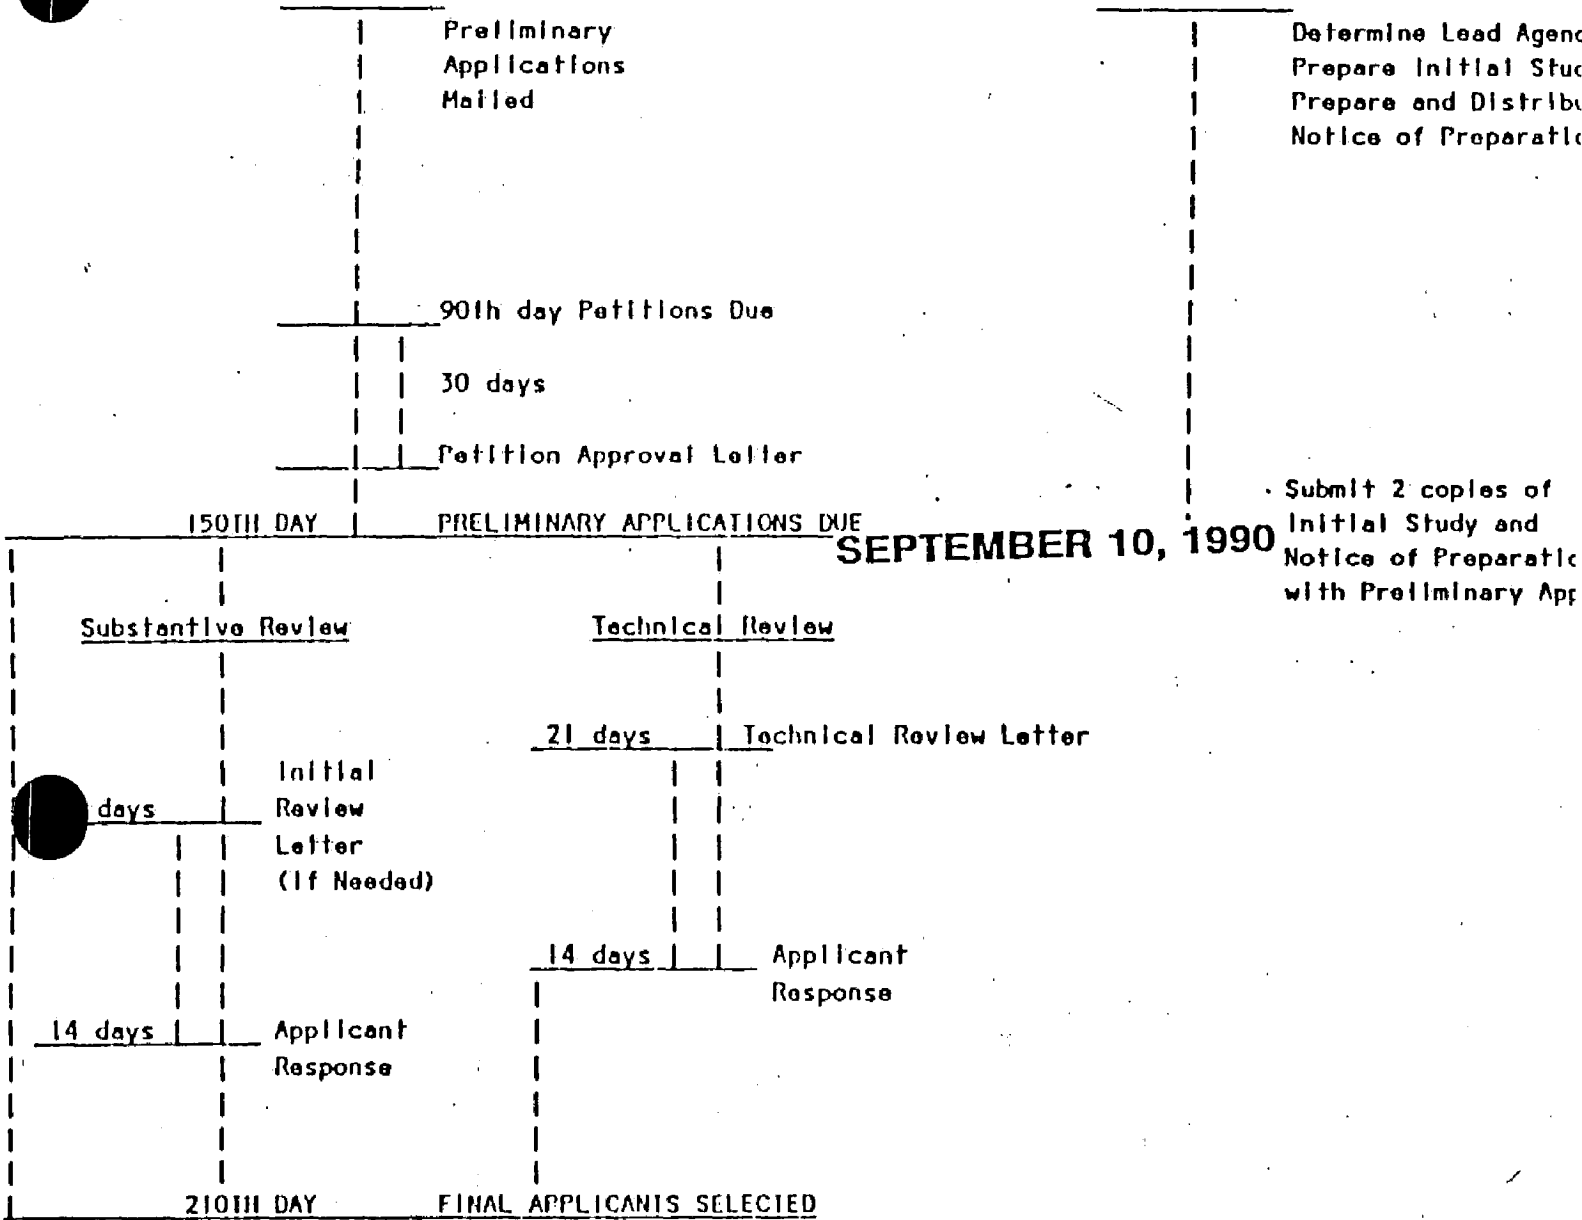 Preliminary
Applications
Mailed
Determine Lead Agenc
Prepare Initial Stud
Prepare and Distribu
Notice of Preparatio
90th day Petitions Due
30 days
Petition Approval Letter
150TH DAY PRELIMINARY APPLICATIONS DUE
SEPTEMBER 10, 1990
Submit 2 copies of
Initial Study and
Notice of Preparatio
with Preliminary App
Substantive Review
Technical Review
21 days Technical Review Letter
Initial
days Review
Letter
(If Needed)
14 days Applicant
Response
14 days Applicant
Response
210TH DAY FINAL APPLICANTS SELECTED